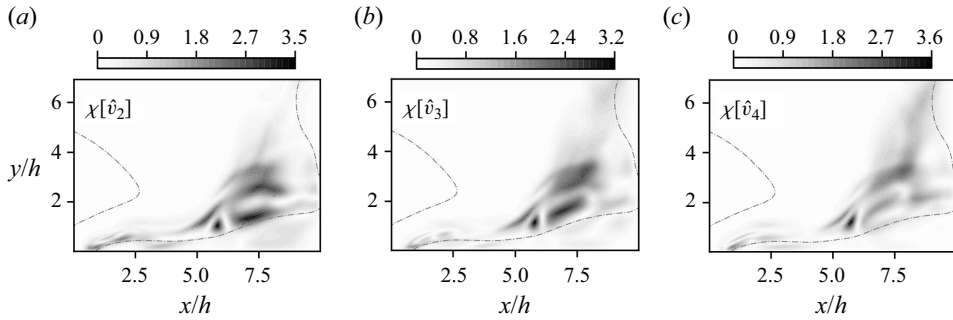 (a) (b) (c)
0 0.9 1.8 2.7 3.5 0 0.8 1.6 2.4 3.2 0 0.9 1.8 2.7 3.6
6 χ[v̂2] 6 χ[v̂3] 6 χ[v̂4]
4 4 4
y/h
2 2 2
2.5 5.0 7.5 2.5 5.0 7.5 2.5 5.0 7.5
x/h x/h x/h